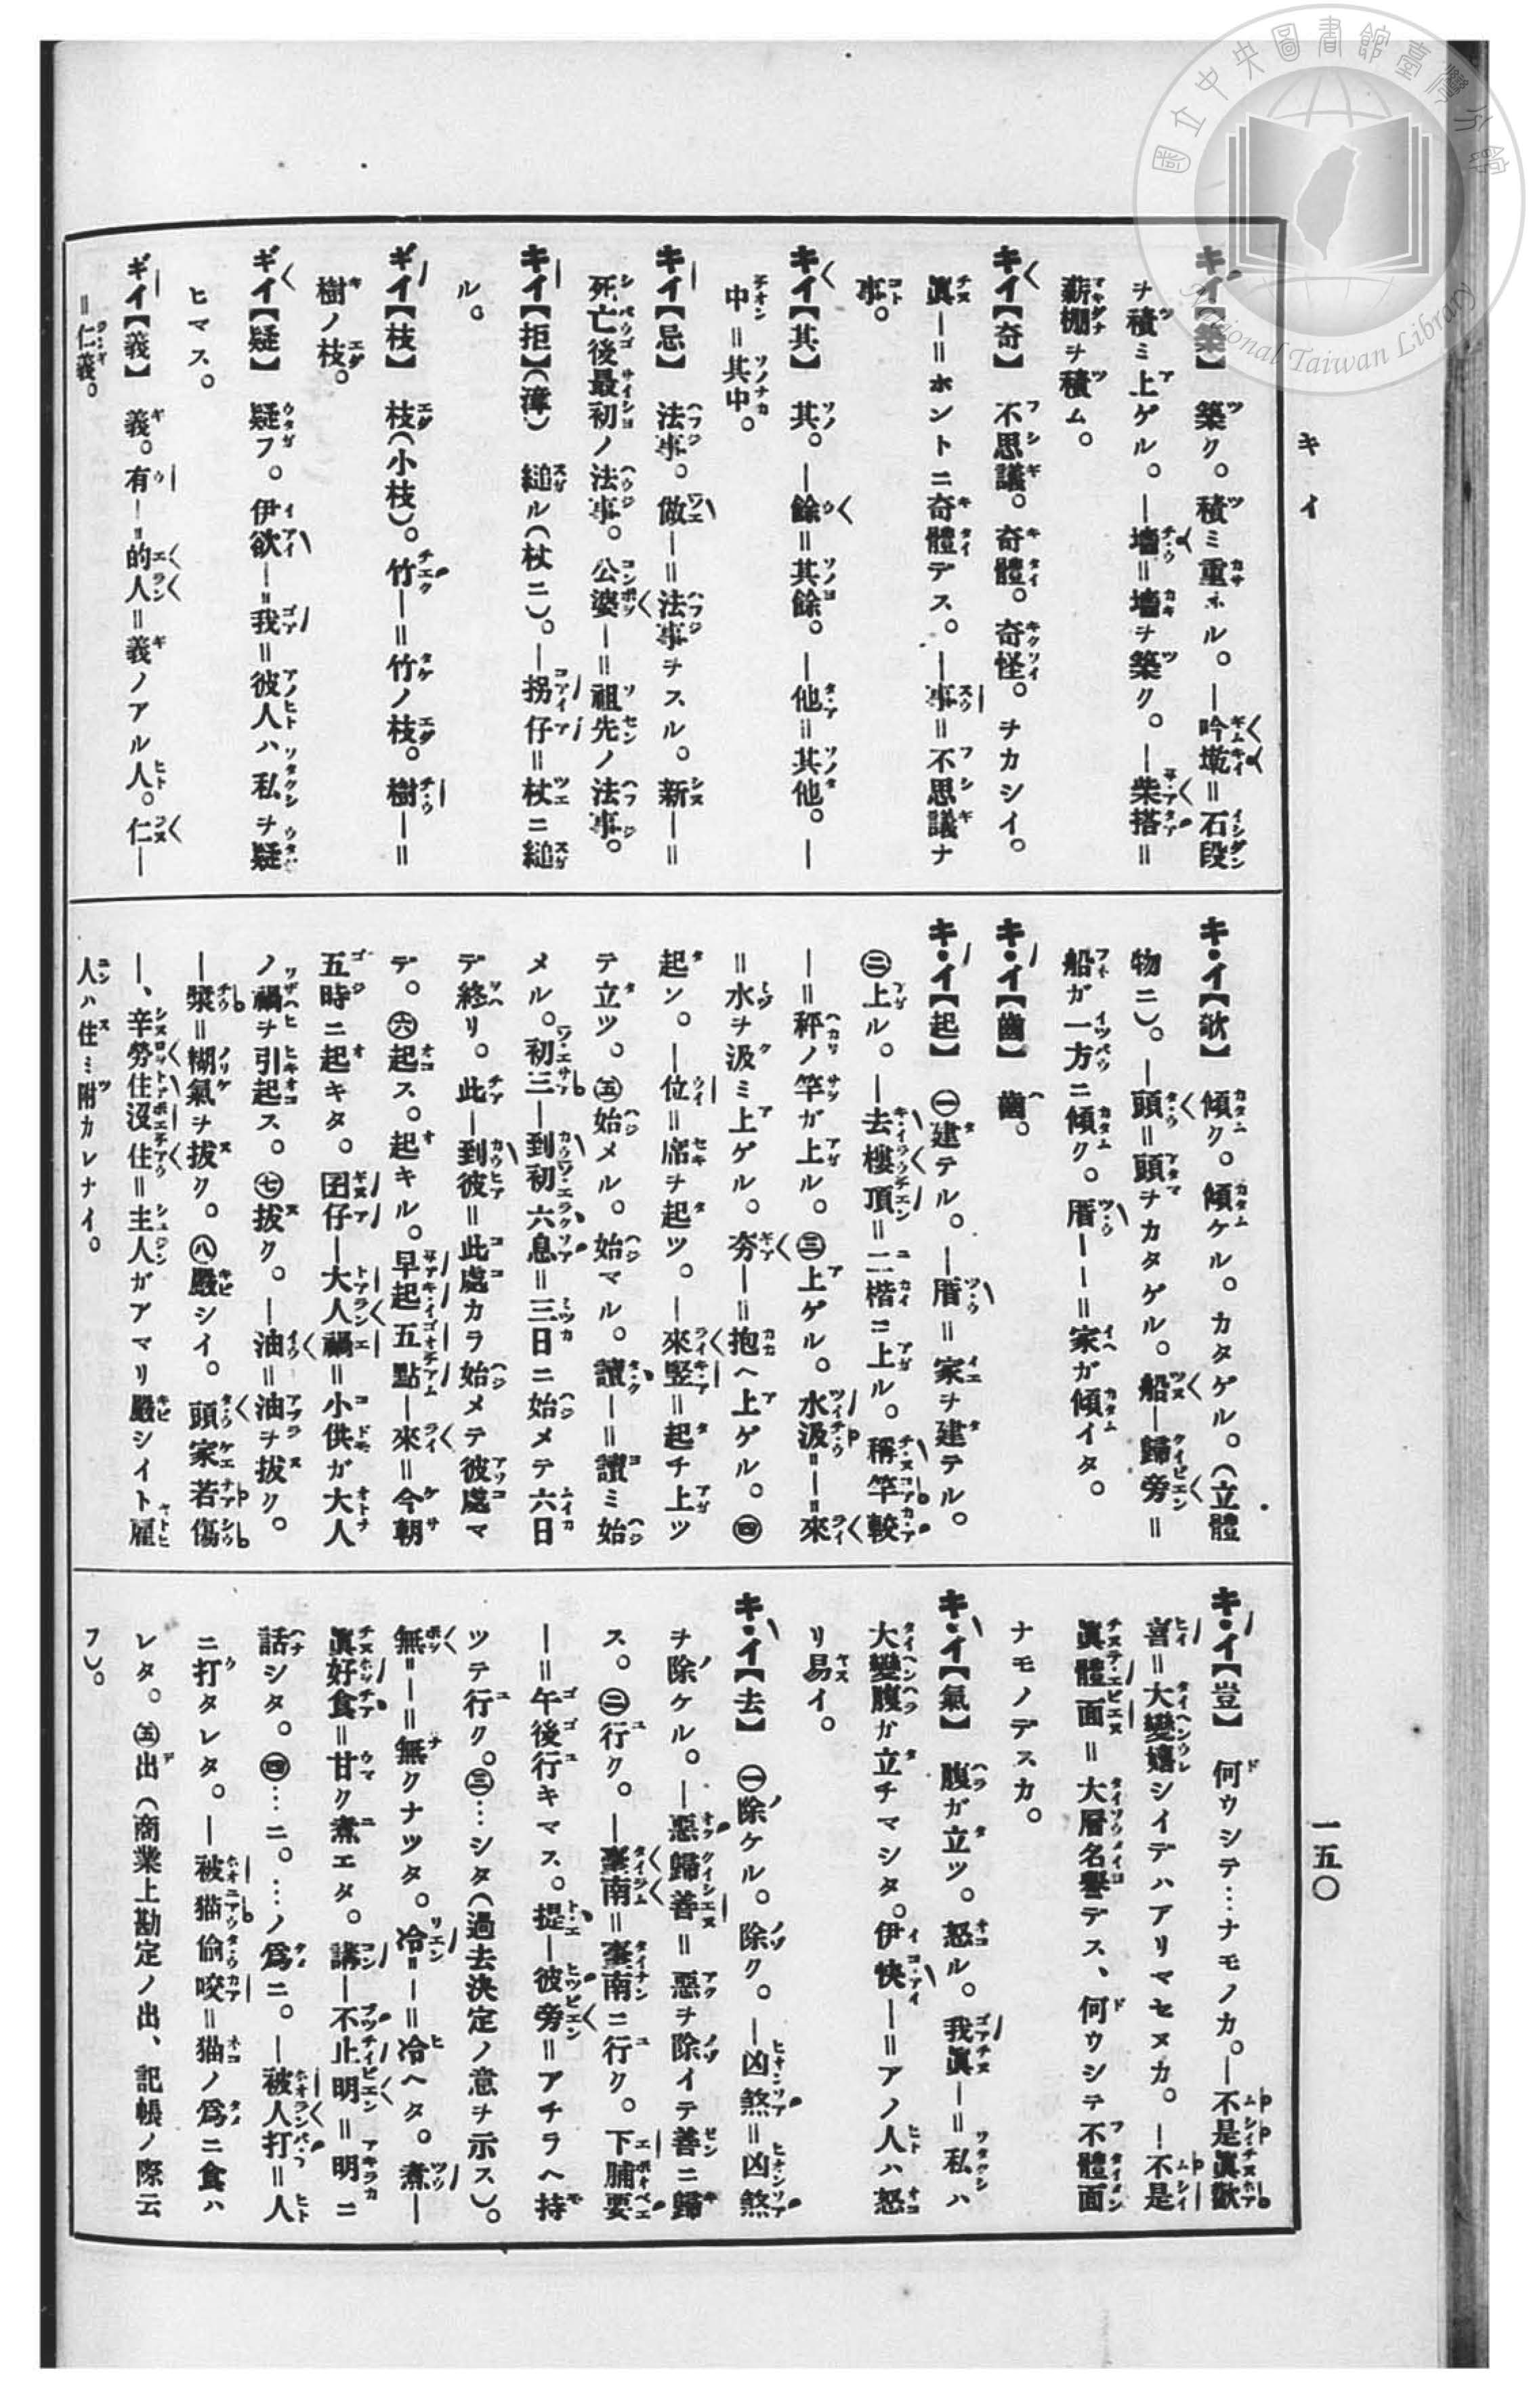 國立中央圖書館臺灣分館
National Taiwan Library
キイ
一五〇
キイ【築】 築ク。積ミ重ネル。―吟墘=石段
ヲ積ミ上ゲル。―墻=墻ヲ築ク。―柴搭=
薪棚ヲ積ム。
キイ【奇】 不思議。奇體。奇怪。ヲカシイ。
眞―=ホントニ奇體デス。―事=不思議ナ
事。
キイ【其】 其。―餘=其餘。―他=其他。―
中=其中。
キイ【忌】 法事。做―=法事ヲスル。新―=
死亡後最初ノ法事。公婆―=祖先ノ法事。
キイ【拒】(漳) 縋ル(杖ニ)。―拐仔=杖ニ縋
ル。
ギイ【枝】 枝(小枝)。竹―=竹ノ枝。樹―=
樹ノ枝。
ギイ【疑】 疑フ。伊欲―=我=彼人ハ私ヲ疑
ヒマス。
ギイ【義】 義。有―=的人=義ノアル人。仁―
=仁義。
キ・イ【欹】 傾ク。傾ケル。カタゲル。(立體
物ニ)。―頭=頭ヲカタゲル。船―歸旁=
船ガ一方ニ傾ク。厝――=家ガ傾イタ。
キ・イ【齒】 齒。
キ・イ【起】 ㊀建テル。―厝=家ヲ建テル。
㊁上ル。―去樓頂=二楷ニ上ル。稱竿較
―=秤ノ竿ガ上ル。㊂上ゲル。水汲=―=來
=水ヲ汲ミ上ゲル。夯―=抱ヘ上ゲル。㊃
起ツ。―位=席ヲ起ツ。―來竪=起チ上ツ
テ立ツ。㊄始メル。始マル。讀―=讀ミ始
メル。初三―到初六息=三日ニ始メテ六日
デ終リ。此―到彼=此處カラ始メテ彼處マ
デ。㊅起ス。起キル。早起五點―來=今朝
五時ニ起キタ。囝仔―大人禍=小供ガ大人
ノ禍ヲ引起ス。㊆拔ク。―油=油ヲ拔ク。
―漿=糊氣ヲ拔ク。㊇嚴シイ。頭家若傷
―、辛勞住沒住=主人ガアマリ嚴シイト雇
人ハ住ミ附カレナイ。
キ・イ【豈】 何ウシテ…ナモノカ。―不是眞歡
喜=大變嬉シイデハアリマセヌカ。―不是
眞體面=大層名譽デス、何ウシテ不體面
ナモノデスカ。
キ・イ【氣】 腹ガ立ツ。怒ル。我眞―=私ハ
大變腹ガ立チマシタ。伊快―=アノ人ハ怒
リ易イ。
キ・イ【去】 ㊀除ケル。除ク。―凶煞=凶煞
ヲ除ケル。―惡歸善=惡ヲ除イテ善ニ歸
ス。㊁行ク。―臺南=臺南ニ行ク。下晡要
―=午後行キマス。提―彼旁=アチラヘ持
ツテ行ク。㊂…シタ(過去決定ノ意ヲ示ス)。
無=―=無クナツタ。冷=―=冷ヘタ。煮―
眞好食=甘ク煮エタ。講―不止明=明ニ
話シタ。㊃…ニ。…ノ爲ニ。―被人打=人
ニ打タレタ。―被猫偷咬=猫ノ爲ニ食ハ
レタ。㊄出(商業上勘定ノ出、記帳ノ際云
フ)。